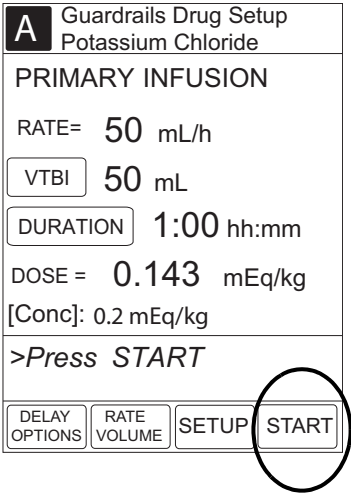 A
Guardrails Drug Setup
Potassium Chloride
PRIMARY INFUSION
RATE= 50 mL/h
VTBI 50 mL
DURATION 1:00 hh:mm
DOSE = 0.143 mEq/kg
[Conc]: 0.2 mEq/kg
>Press START
DELAY OPTIONS
RATE VOLUME
SETUP
START